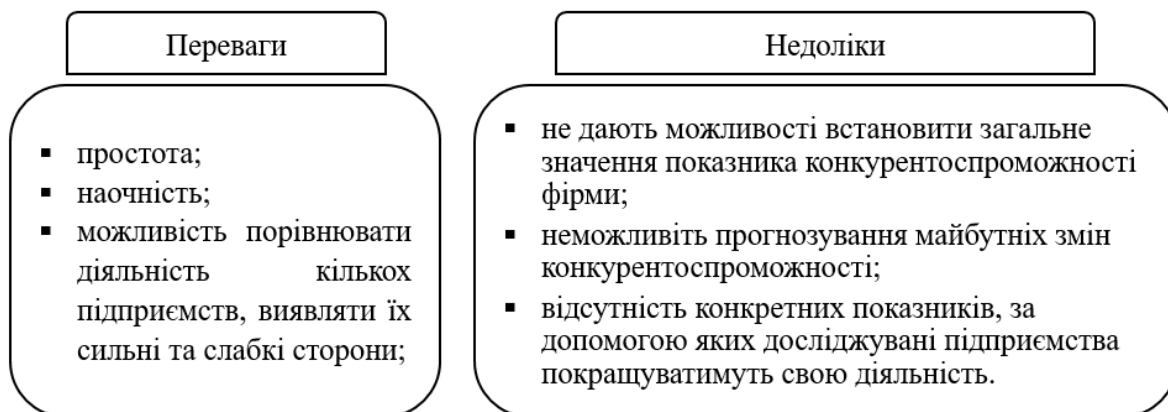 Переваги
▪ простота;
▪ наочність;
▪ можливість порівнювати
діяльність кількох
підприємств, виявляти їх
сильні та слабкі сторони;
Недоліки
▪ не дають можливості встановити загальне
значення показника конкурентоспроможності
фірми;
▪ неможливіть прогнозування майбутніх змін
конкурентоспроможності;
▪ відсутність конкретних показників, за
допомогою яких досліджувані підприємства
покращуватимуть свою діяльність.